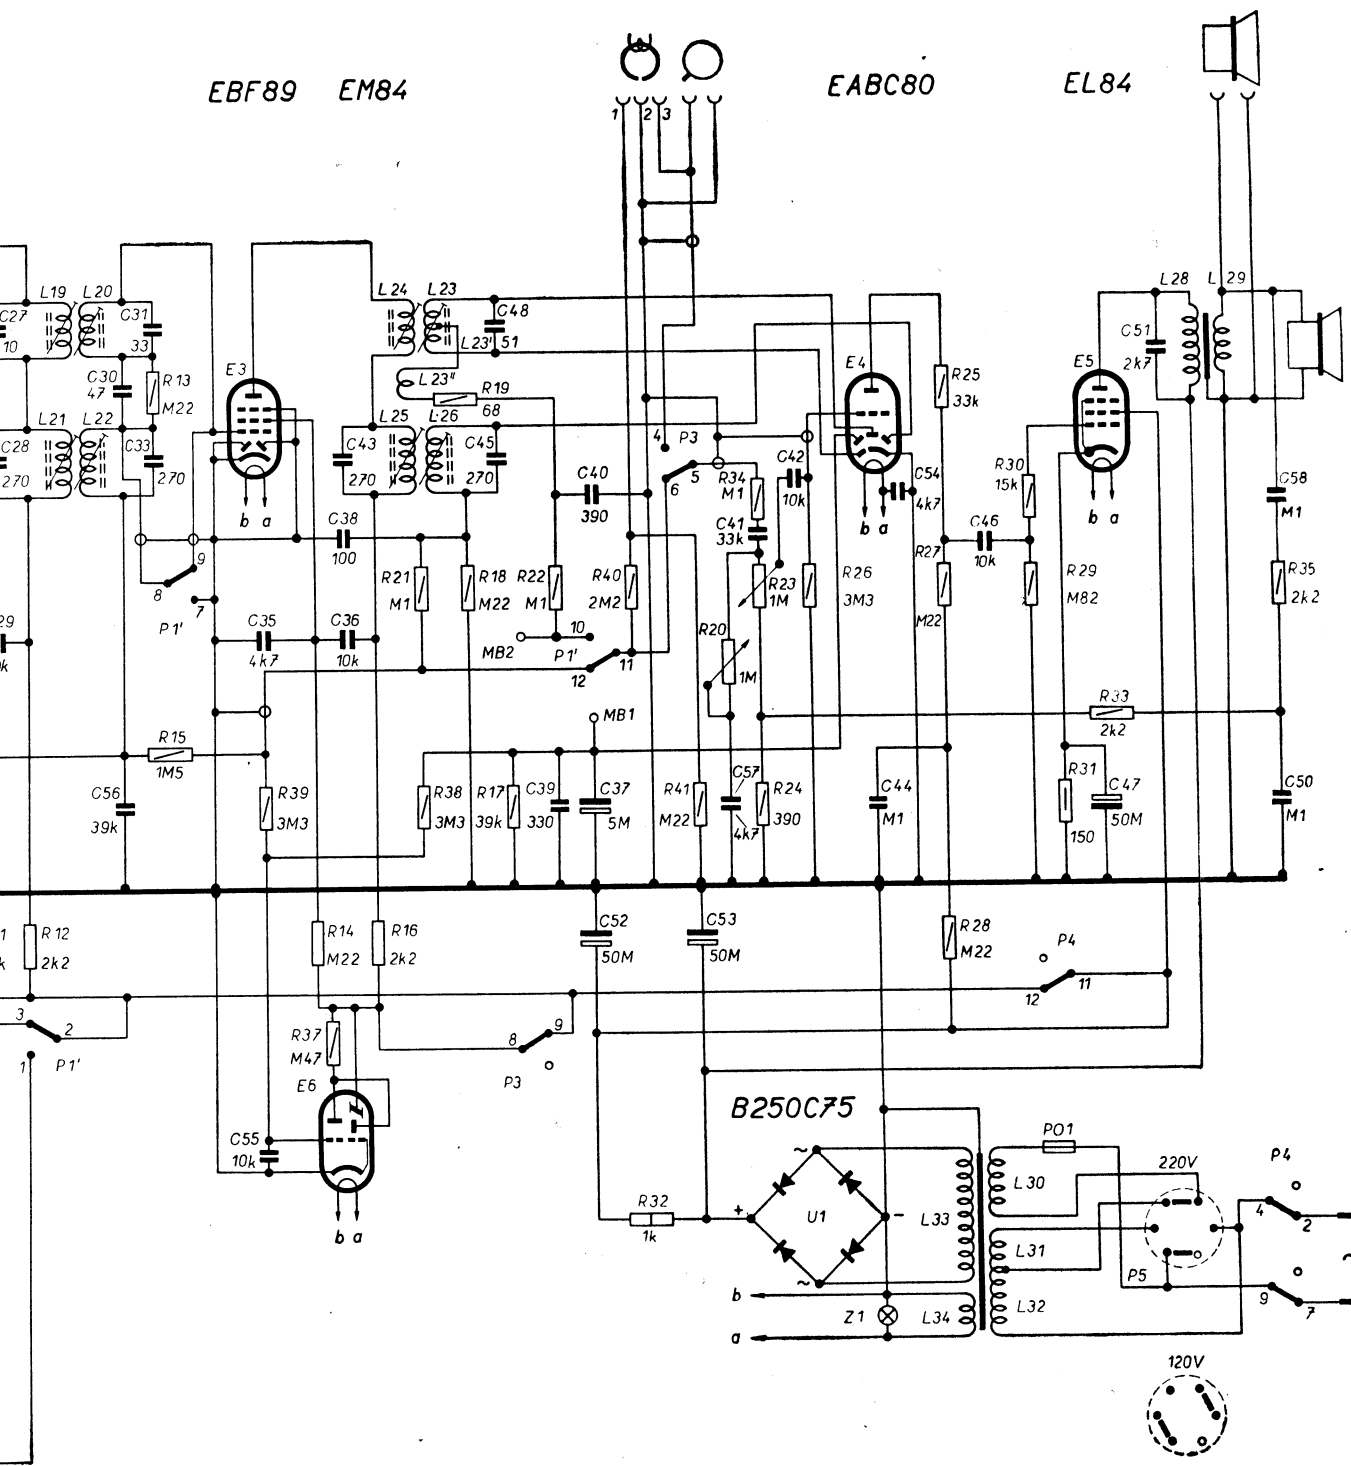 EBF89 EM84 EABC80 EL84
1 2 3
L19 L20 C31 L24 L23 C48 L28 L29
C27 10 33 L23' 51 C51 2k7
C30 47 R13 M22 E3 L23" R19 68 E4 R25 33k E5
L21 L22 C33 L25 L26 C45 4 P3
C28 270 270 C43 270 270 5 6 C42 10k C54 4k7 R30 15k C58 M1
b a C40 390 R34 M1 b a b a
C38 100 C41 33k C46 10k
9 8 7 P1' R21 M1 R18 M22 R22 M1 R40 2M2 R23 1M R26 3M3 R27 M22 R29 M82 R35 2k2
29 k C35 4k7 C36 10k MB2 P1' 10 11 12 R20 1M
MB1 R33 2k2
R15 1M5
C56 39k R39 3M3 R38 3M3 R17 39k C39 330 C37 5M R41 M22 C57 4k7 R24 390 C44 M1 R31 150 C47 50M C50 M1
1 k R12 2k2 R14 M22 R16 2k2 C52 50M C53 50M R28 M22 P4
12 11
3 2 1 P1' R37 M47 8 9 P3
E6
B250C75
C55 10k
PO1
220V P4
L30
b a R32 1k + U1 - L33 4 2
~ ~
L31 P5 ~
b L32 9 7
a Z1 L34
120V